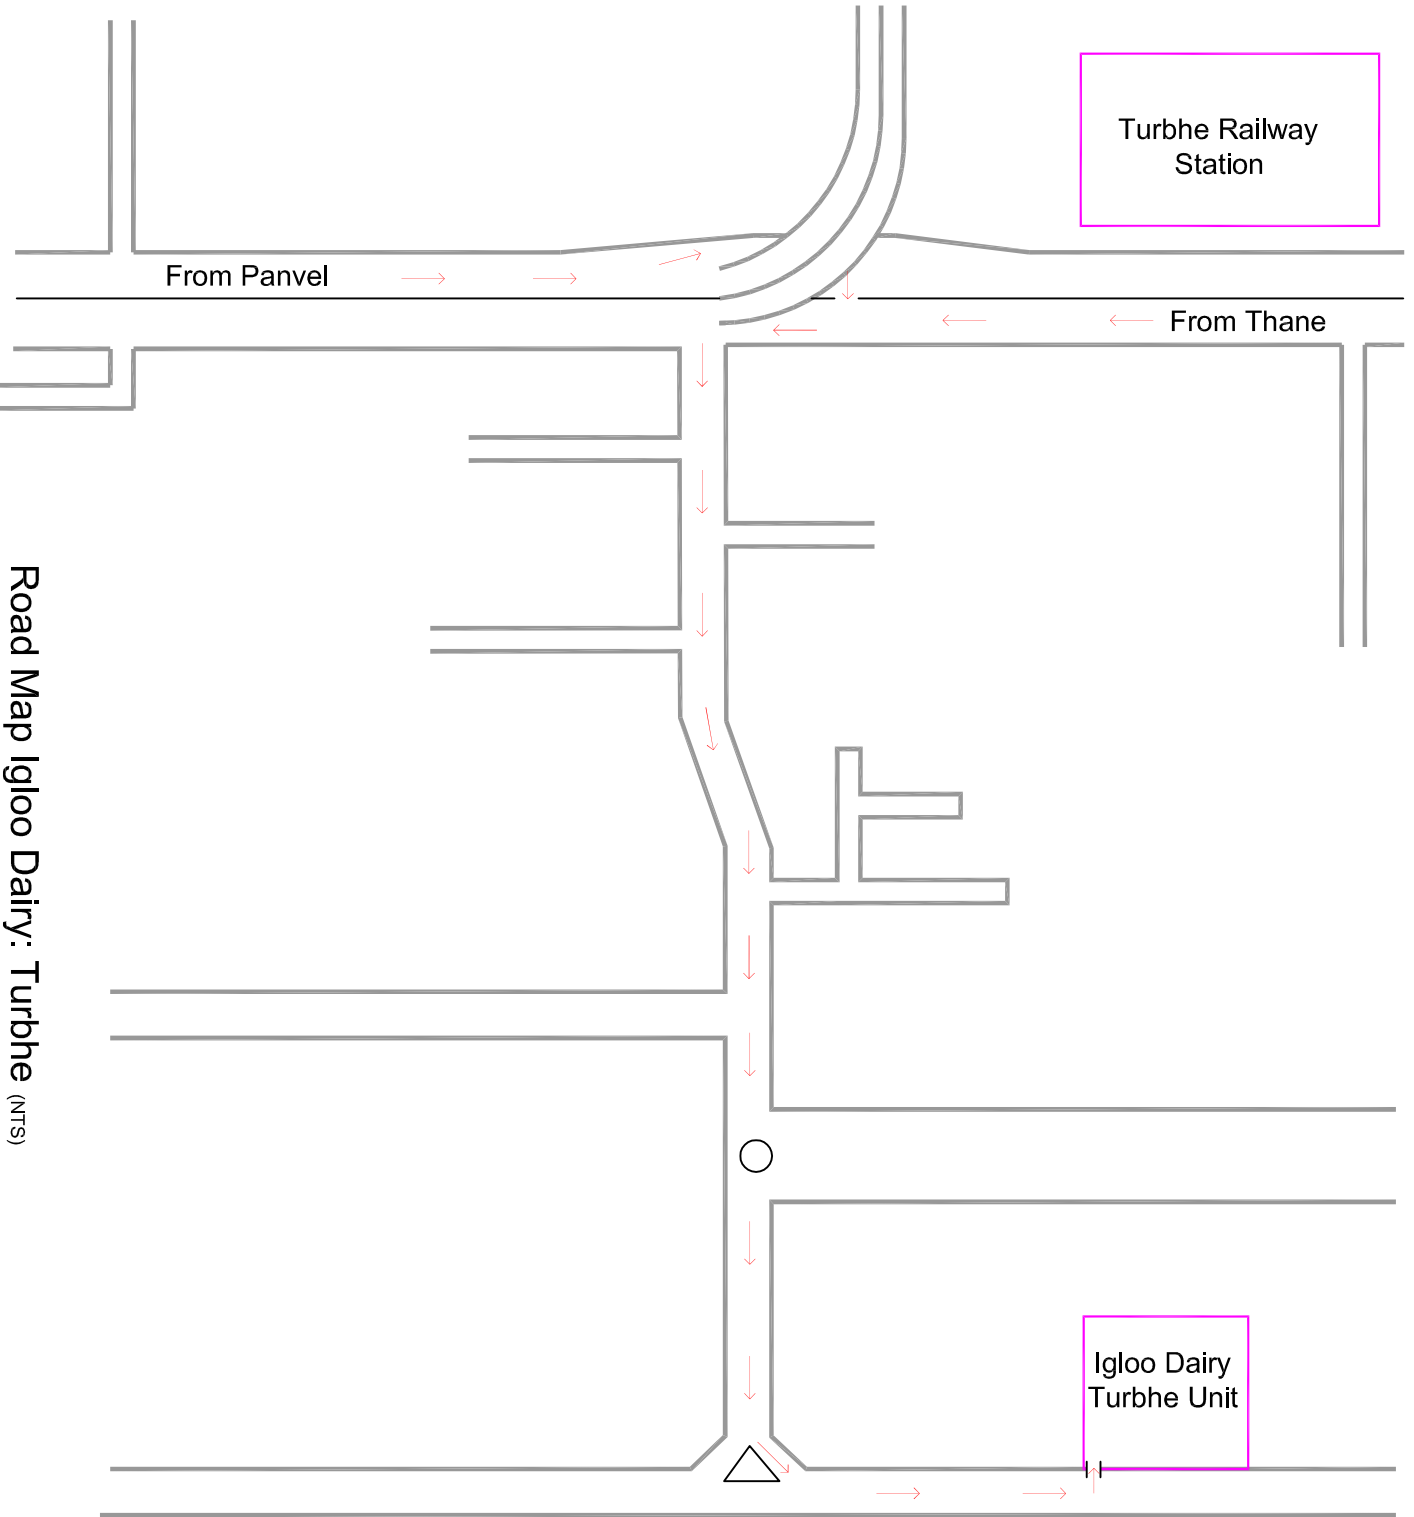 Turbhe Railway
Station
From Panvel
From Thane
Road Map Igloo Dairy: Turbhe (NTS)
Igloo Dairy
Turbhe Unit